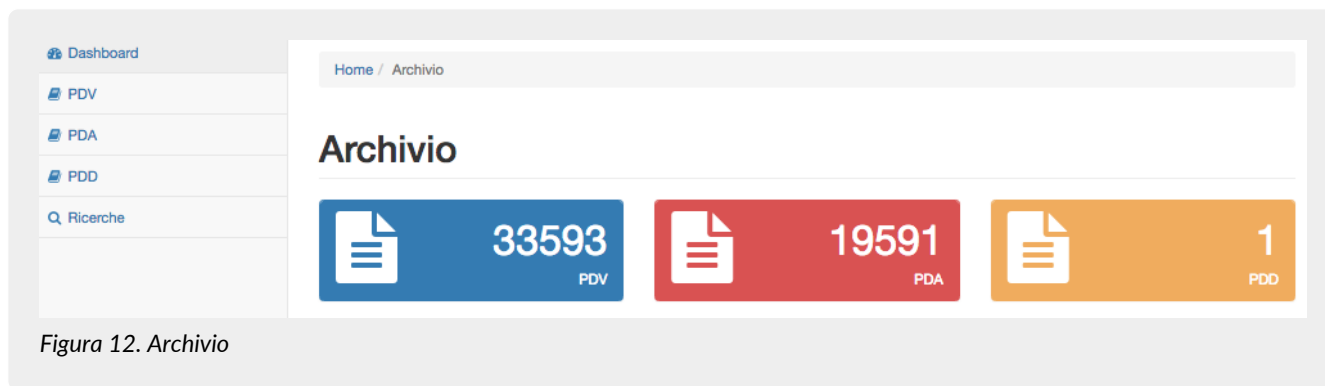 Dashboard
PDV
PDA
PDD
Ricerche
Home / Archivio
Archivio
33593
PDV
19591
PDA
1
PDD
Figura 12. Archivio